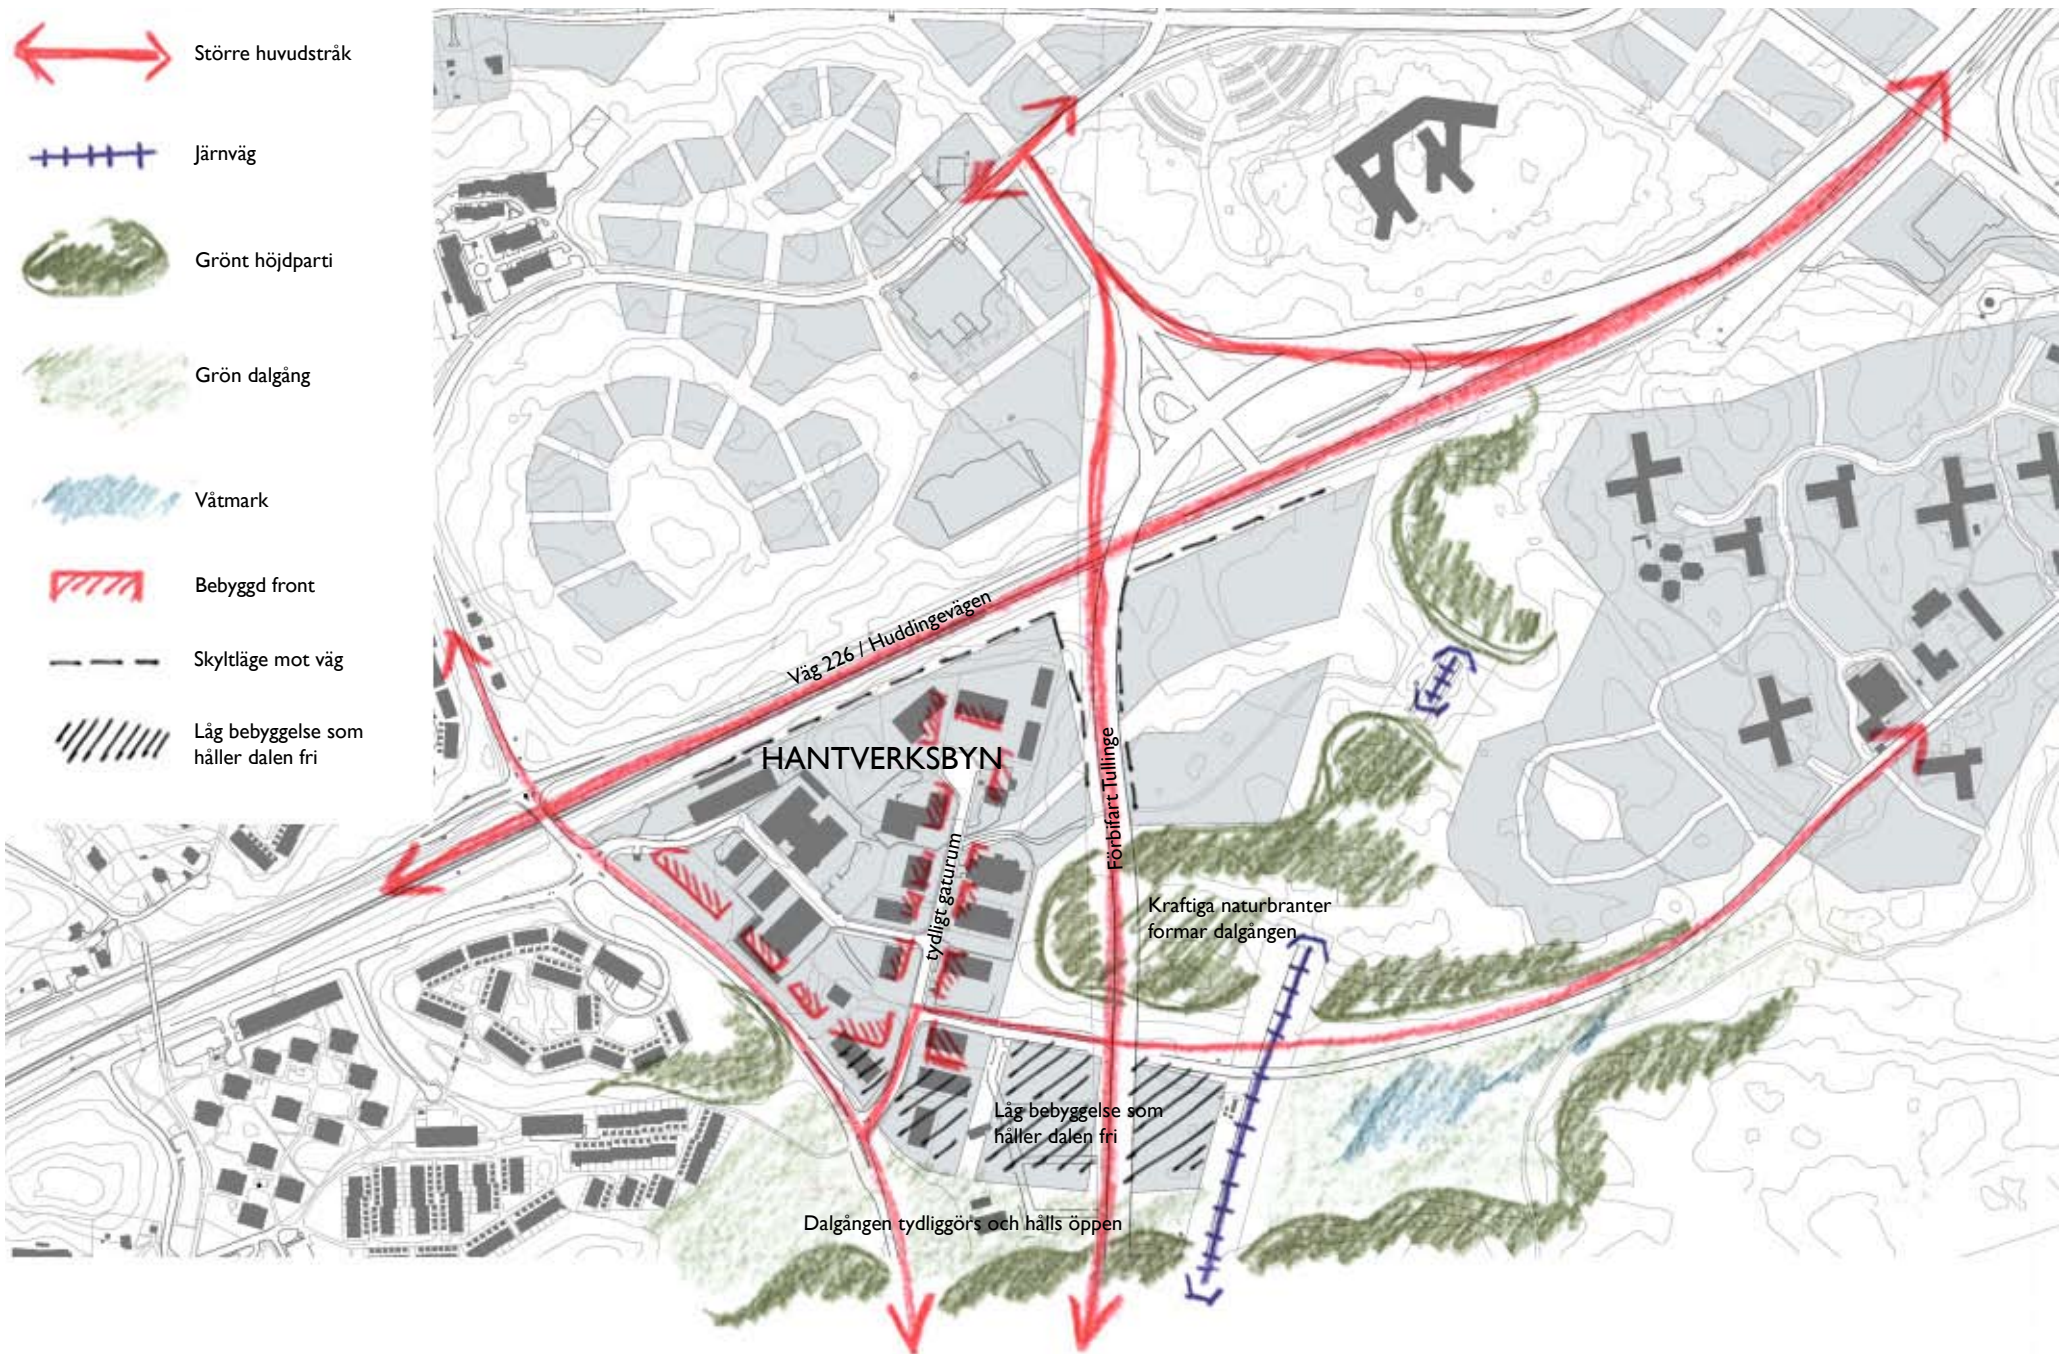 Större huvudstråk
Järnväg
Grönt höjdparti
Grön dalgång
Våtmark
Bebyggd front
Skyltläge mot väg
Låg bebyggelse som
håller dalen fri
Väg 226 / Huddingevägen
HANTVERKSBYN
Förbifart Tullinge
tydligt gaturum
Kraftiga naturbranter
formar dalgången
Låg bebyggelse som
håller dalen fri
Dalgången tydliggörs och hålls öppen